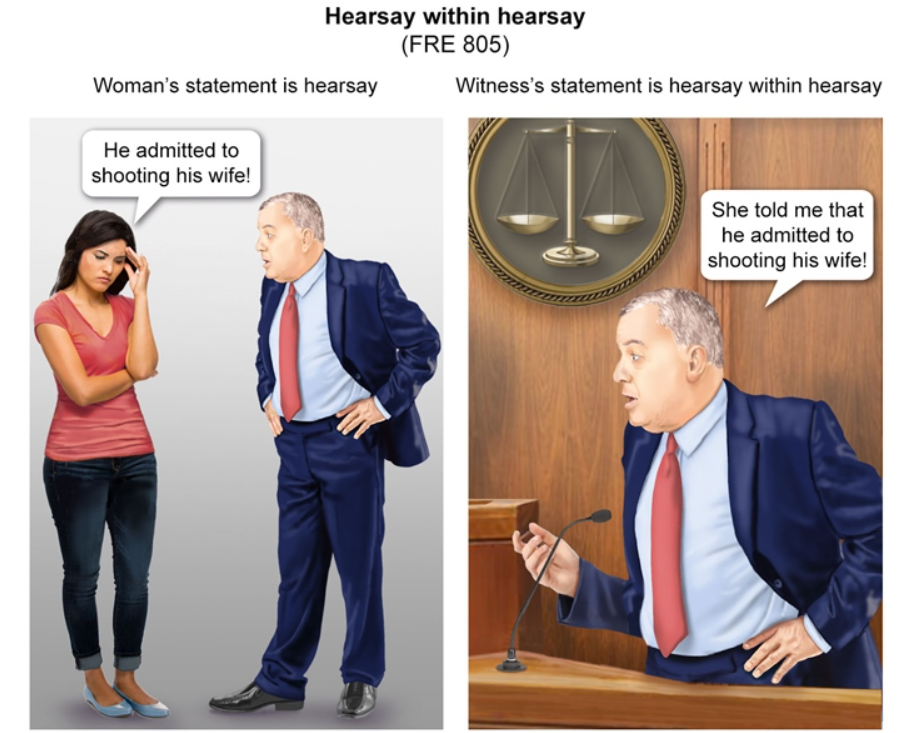 Hearsay within hearsay
(FRE 805)
Woman's statement is hearsay
Witness's statement is hearsay within hearsay
He admitted to
shooting his wife!
She told me that
he admitted to
shooting his wife!